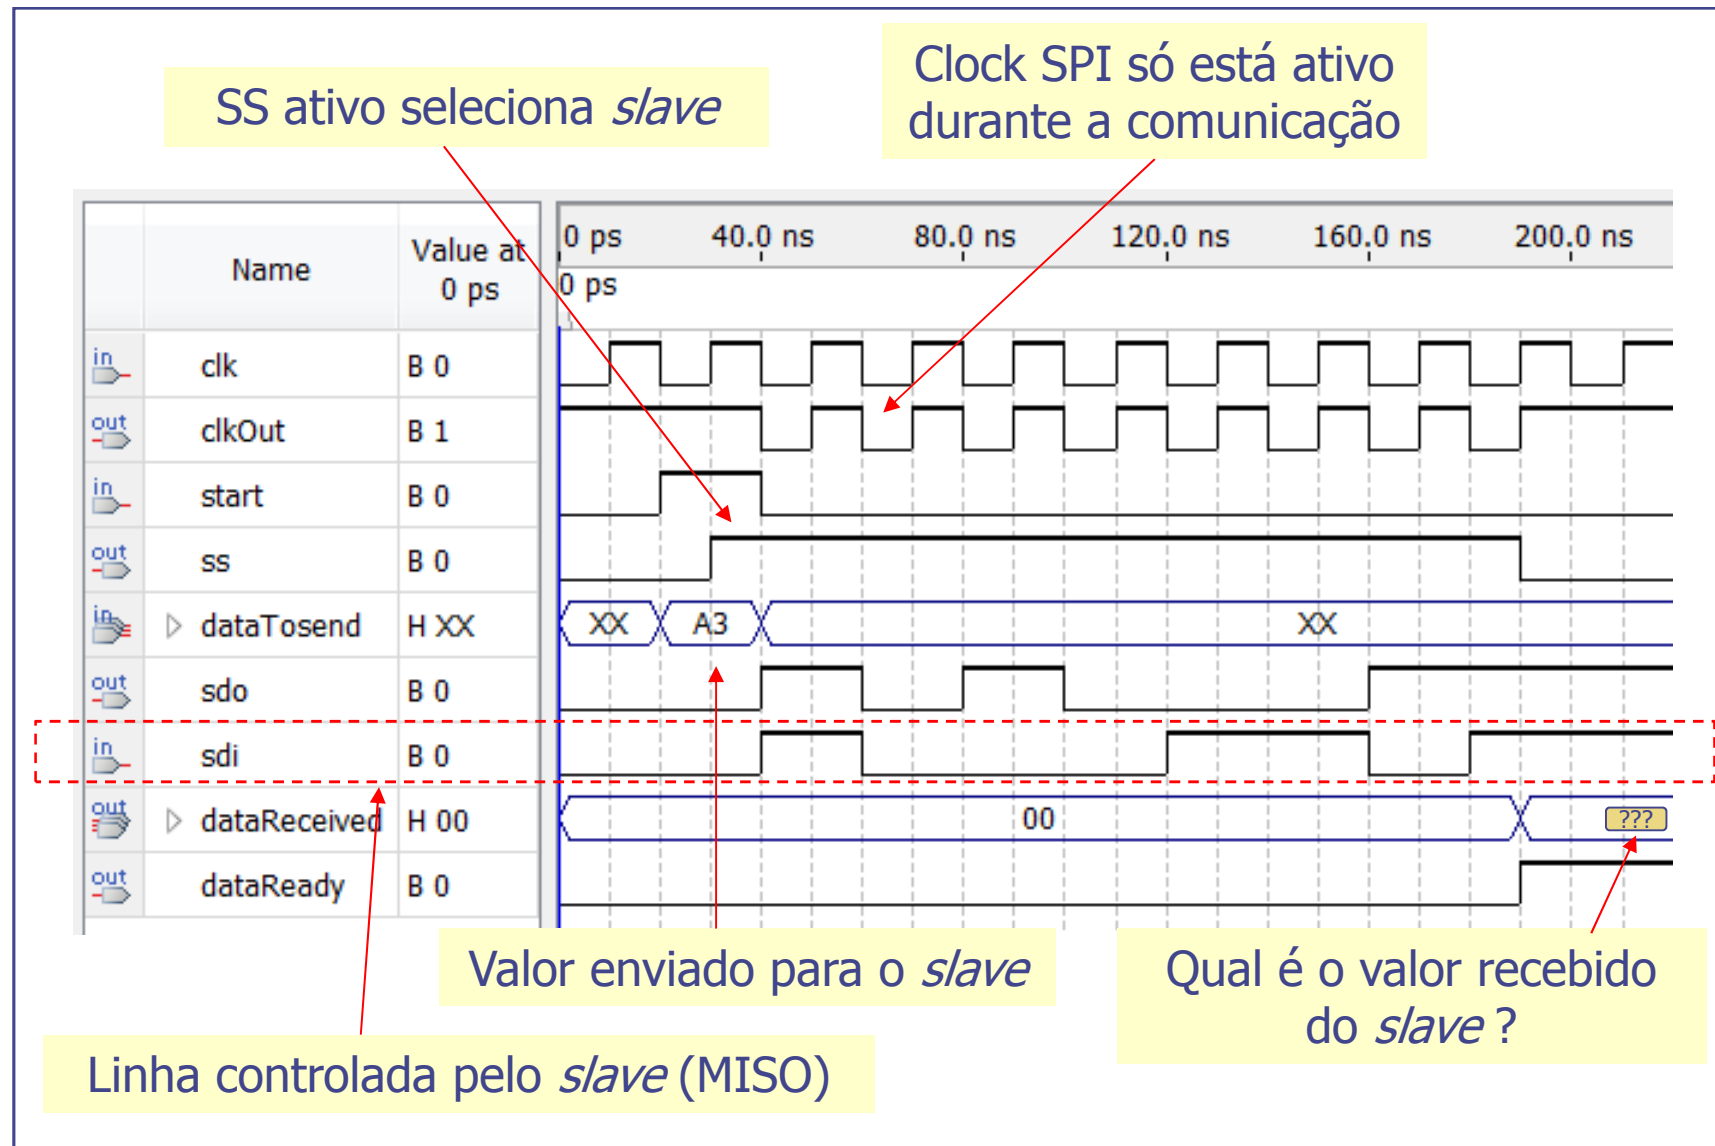 SS ativo seleciona slave
Clock SPI só está ativo
durante a comunicação
Name
Value at
0 ps
0 ps
40.0 ns
80.0 ns
120.0 ns
160.0 ns
200.0 ns
0 ps
in
clk
B 0
out
clkOut
B 1
in
start
B 0
out
ss
B 0
in
dataTosend
H XX
XX
A3
XX
out
sdo
B 0
in
sdi
B 0
out
dataReceived
H 00
00
???
out
dataReady
B 0
Valor enviado para o slave
Qual é o valor recebido
do slave ?
Linha controlada pelo slave (MISO)